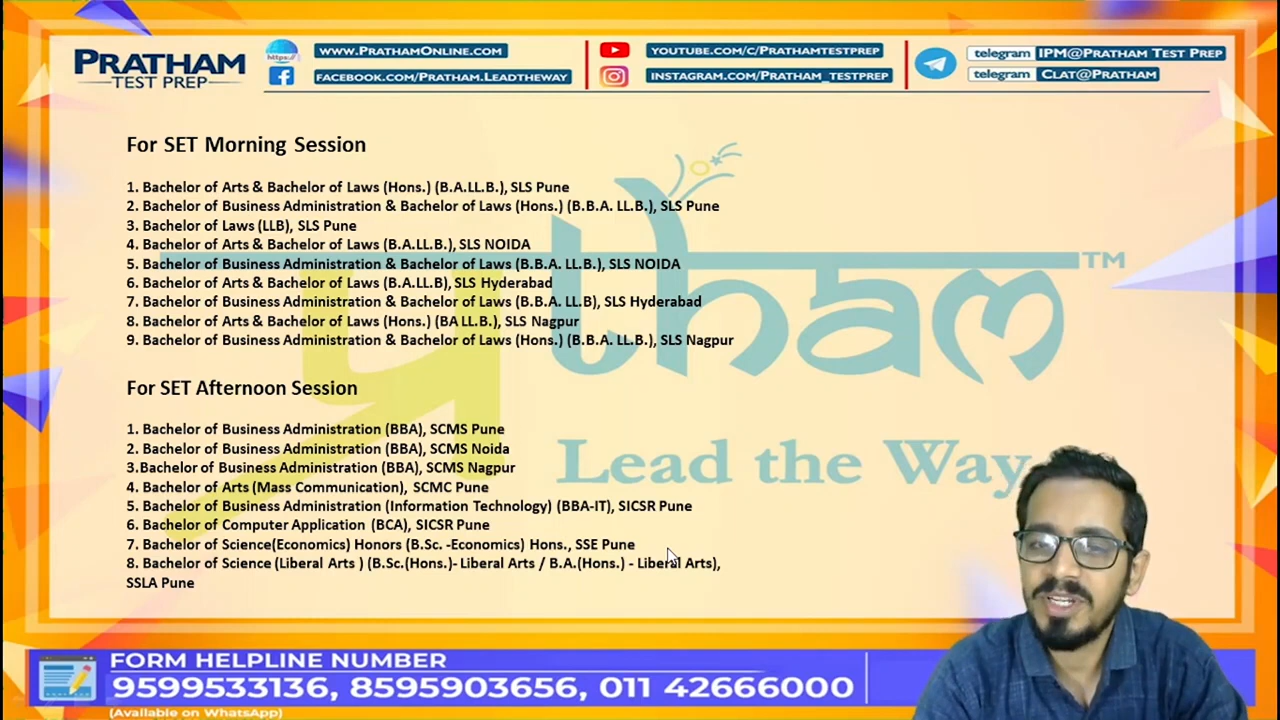 PRATHAM
TEST PREP
https://
WWW.PRATHAMONLINE.COM
FACEBOOK.COM/PRATHAM.LEADTHEWAY
YOUTUBE.COM/C/PRATHAMTESTPREP
INSTAGRAM.COM/PRATHAM_TESTPREP
telegram IPM@PRATHAM TEST PREP
telegram CLAT@PRATHAM
For SET Morning Session
1. Bachelor of Arts & Bachelor of Laws (Hons.) (B.A.LL.B.), SLS Pune
2. Bachelor of Business Administration & Bachelor of Laws (Hons.) (B.B.A. LL.B.), SLS Pune
3. Bachelor of Laws (LLB), SLS Pune
4. Bachelor of Arts & Bachelor of Laws (B.A.LL.B.), SLS NOIDA
5. Bachelor of Business Administration & Bachelor of Laws (B.B.A. LL.B.), SLS NOIDA
6. Bachelor of Arts & Bachelor of Laws (B.A.LL.B), SLS Hyderabad
7. Bachelor of Business Administration & Bachelor of Laws (B.B.A. LL.B), SLS Hyderabad
8. Bachelor of Arts & Bachelor of Laws (Hons.) (BA LL.B.), SLS Nagpur
9. Bachelor of Business Administration & Bachelor of Laws (Hons.) (B.B.A. LL.B.), SLS Nagpur
For SET Afternoon Session
1. Bachelor of Business Administration (BBA), SCMS Pune
2. Bachelor of Business Administration (BBA), SCMS Noida
3.Bachelor of Business Administration (BBA), SCMS Nagpur
4. Bachelor of Arts (Mass Communication), SCMC Pune
5. Bachelor of Business Administration (Information Technology) (BBA-IT), SICSR Pune
6. Bachelor of Computer Application (BCA), SICSR Pune
7. Bachelor of Science(Economics) Honors (B.Sc. -Economics) Hons., SSE Pune
8. Bachelor of Science (Liberal Arts ) (B.Sc.(Hons.)- Liberal Arts / B.A.(Hons.) - Liberal Arts),
SSLA Pune
प्रtham TM
Lead the Way
FORM HELPLINE NUMBER
9599533136, 8595903656, 011 42666000
(Available on WhatsApp)